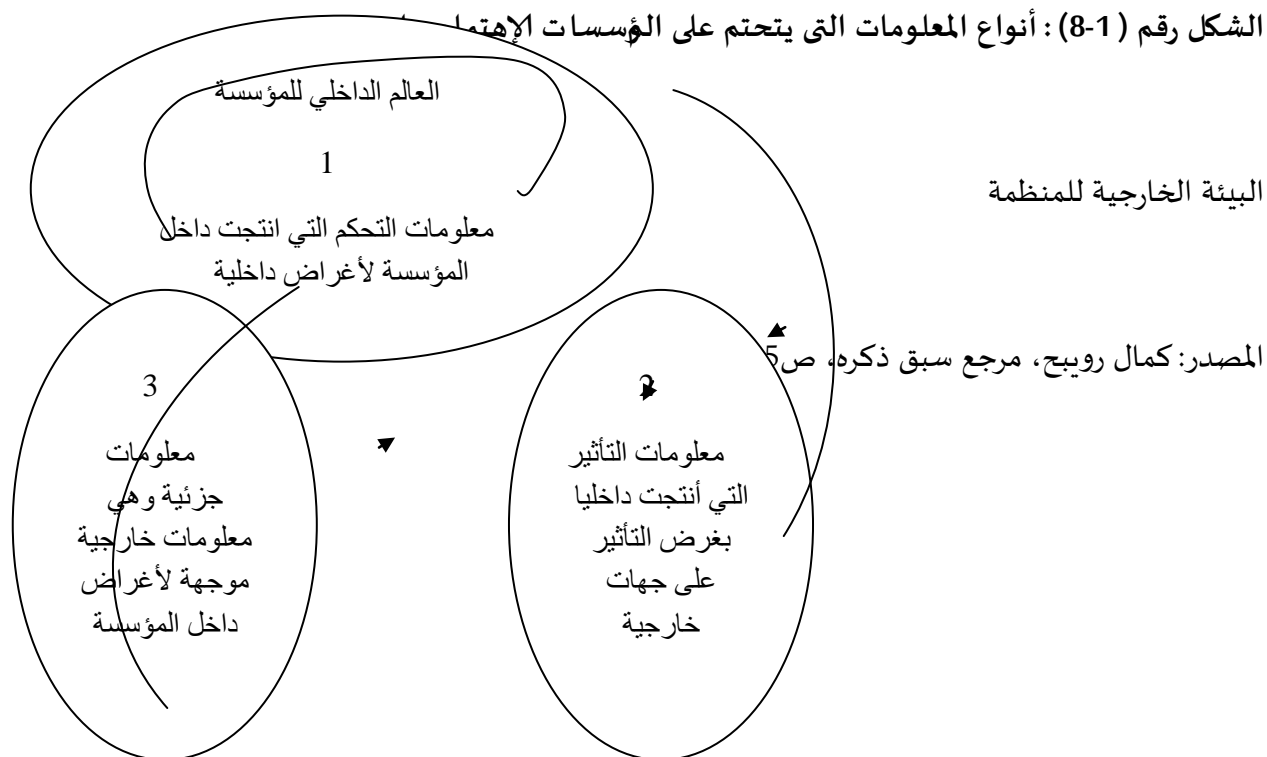 الشكل رقم (1-8) : أنواع المعلومات التى يتحتم على المؤسسات الإهتمام
العالم الداخلي للمؤسسة
1
البيئة الخارجية للمنظمة
معلومات التحكم التي انتجت داخل
المؤسسة لأغراض داخلية
المصدر: كمال رويبح، مرجع سبق ذكره، ص5
2
معلومات التأثير
التي أنتجت داخليا
بغرض التأثير
على جهات
خارجية
3
معلومات
جزئية وهي
معلومات خارجية
موجهة لأغراض
داخل المؤسسة